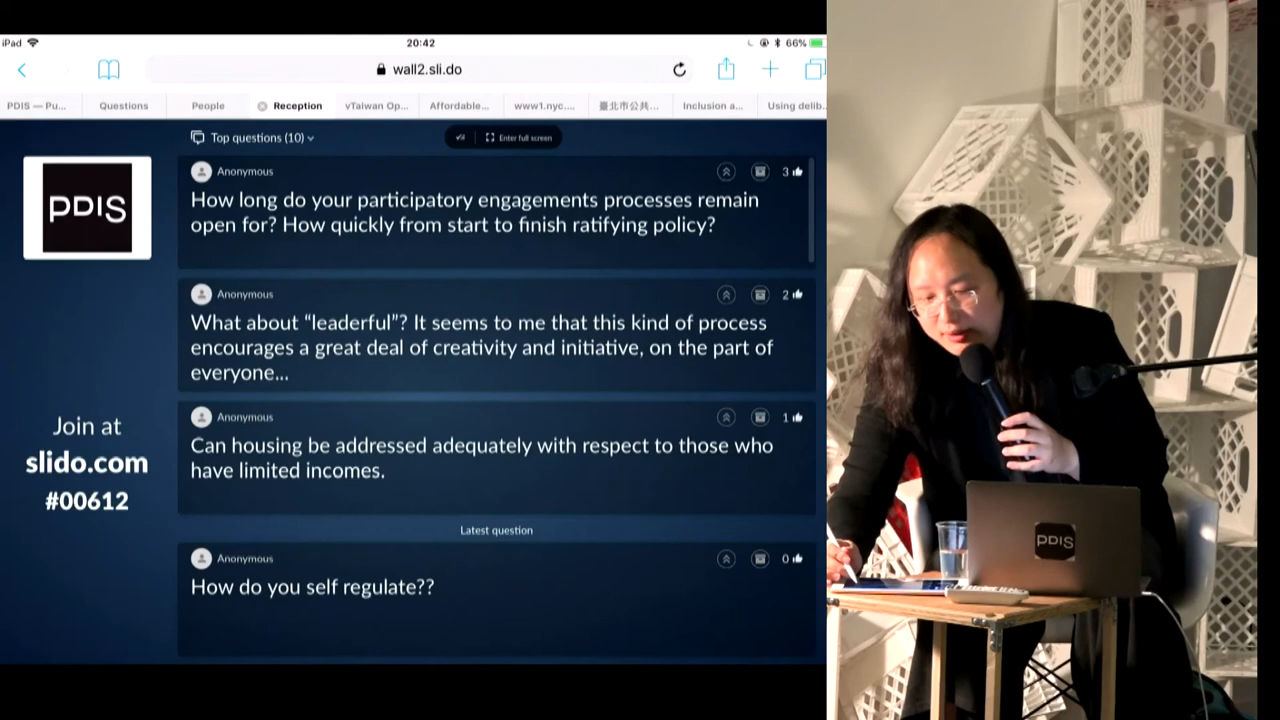 iPad
20:42
66%
wall2.sli.do
PDIS — Pu...
Questions
People
Reception
vTaiwan Op...
Affordable...
www1.nyc....
臺北市公共...
Inclusion a...
Using delib..
Top questions (10)
Enter full screen
PDIS
Anonymous
3
How long do your participatory engagements processes remain
open for? How quickly from start to finish ratifying policy?
Anonymous
2
What about “leaderful”? It seems to me that this kind of process
encourages a great deal of creativity and initiative, on the part of
everyone...
Anonymous
1
Can housing be addressed adequately with respect to those who
have limited incomes.
Join at
slido.com
#00612
Latest question
Anonymous
0
How do you self regulate??
PDIS